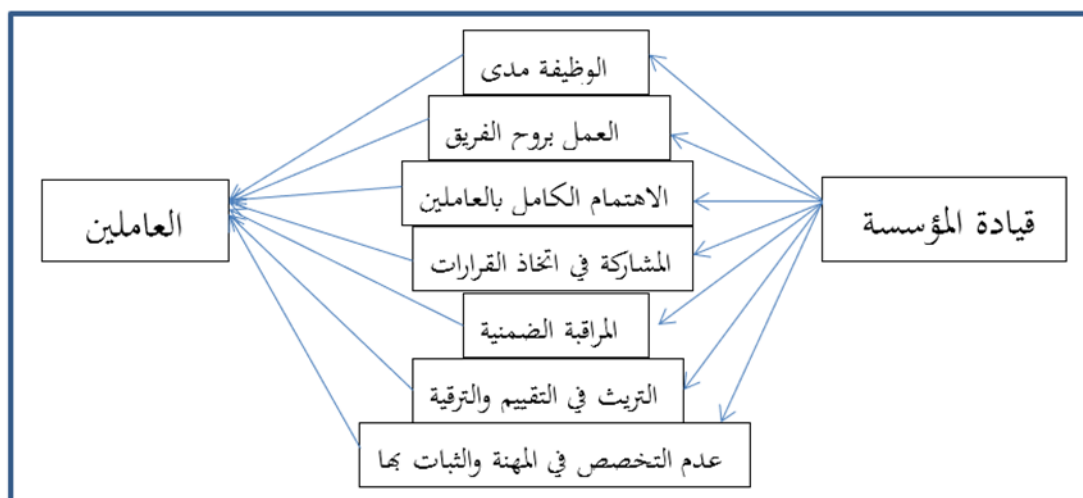 قيادة المؤسسة
الوظيفة مدى
العمل بروح الفريق
الاهتمام الكامل بالعاملين
المشاركة في اتخاذ القرارات
المراقبة الضمنية
التريث في التقييم والترقية
عدم التخصص في المهنة والثبات بها
العاملين